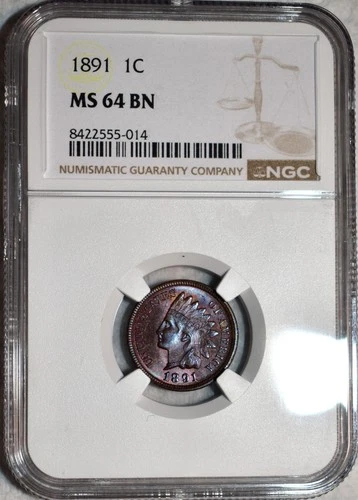 1891 1C
MS 64 BN
8422555-014
NUMISMATIC GUARANTY COMPANY NGC
1891